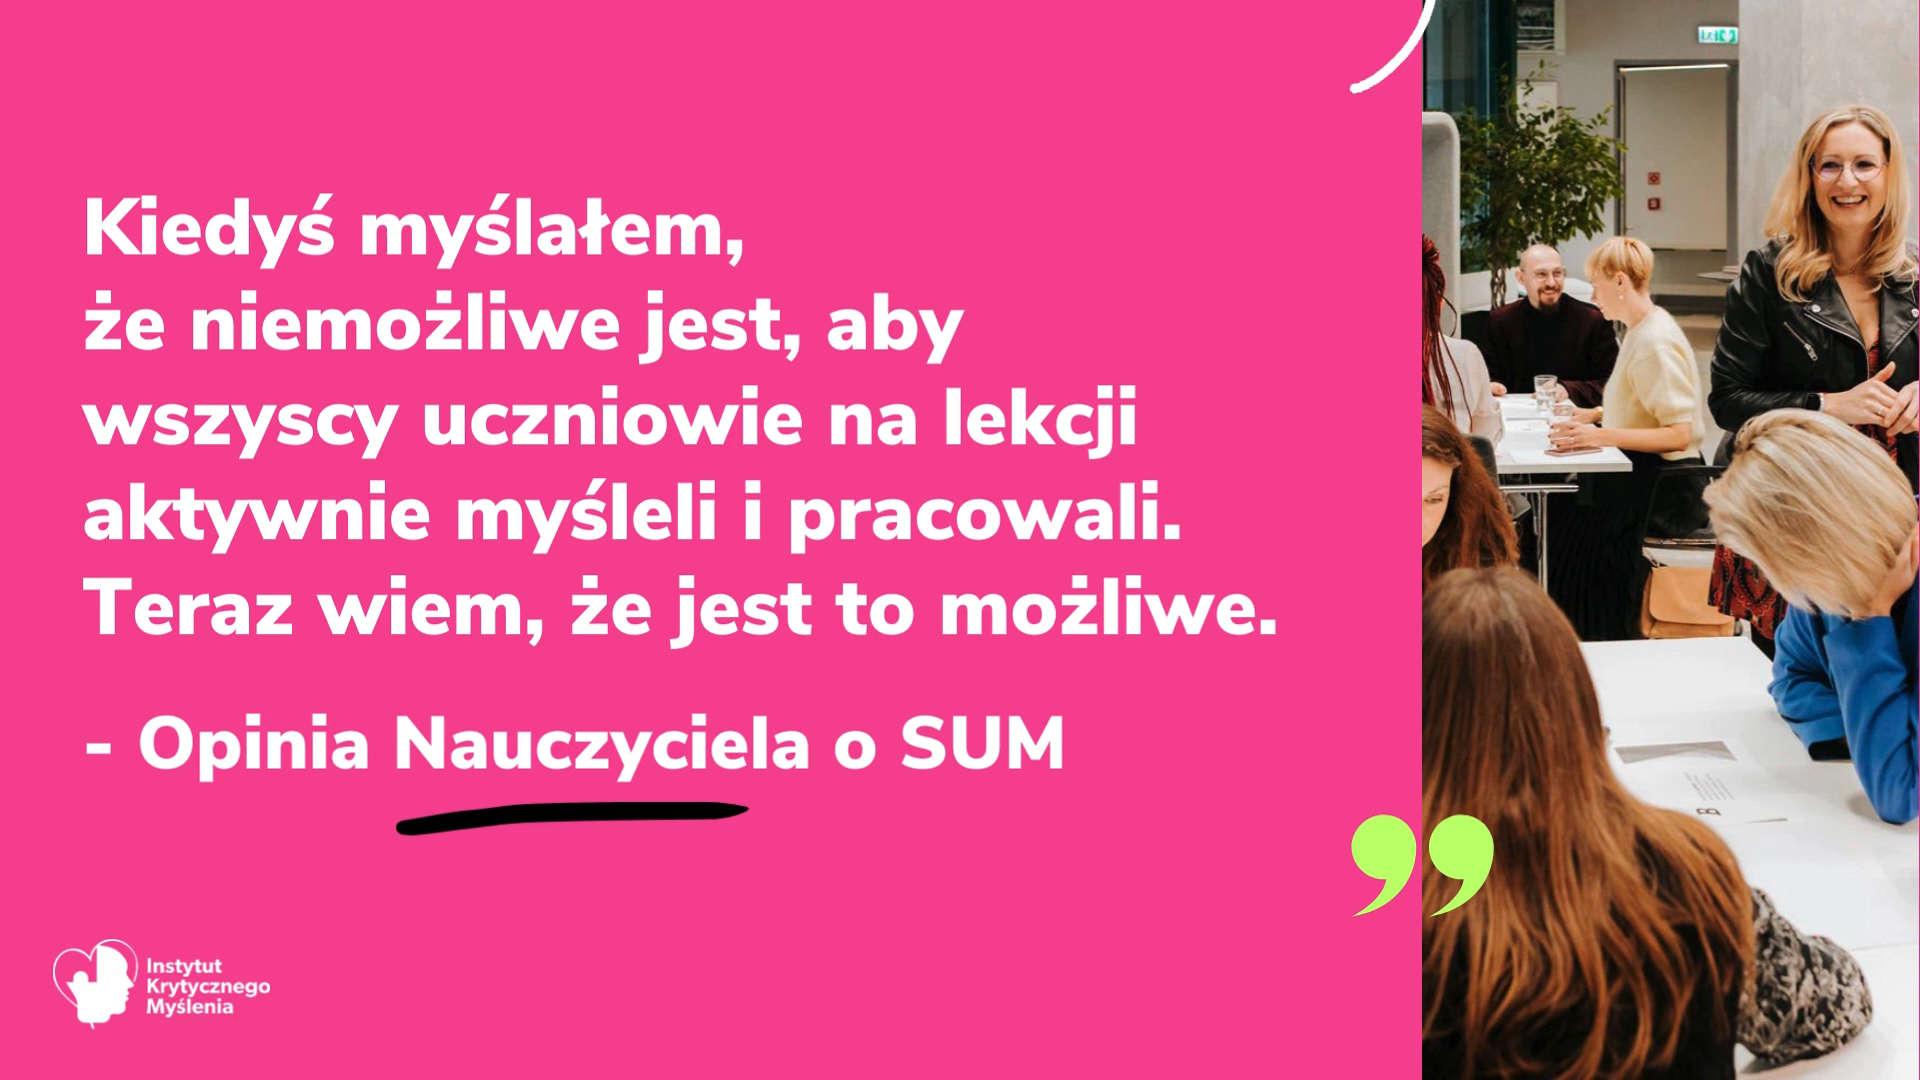 Kiedyś myślałem,
że niemożliwe jest, aby
wszyscy uczniowie na lekcji
aktywnie myśleli i pracowali.
Teraz wiem, że jest to możliwe.
- Opinia Nauczyciela o SUM
”
Instytut
Krytycznego
Myślenia
B